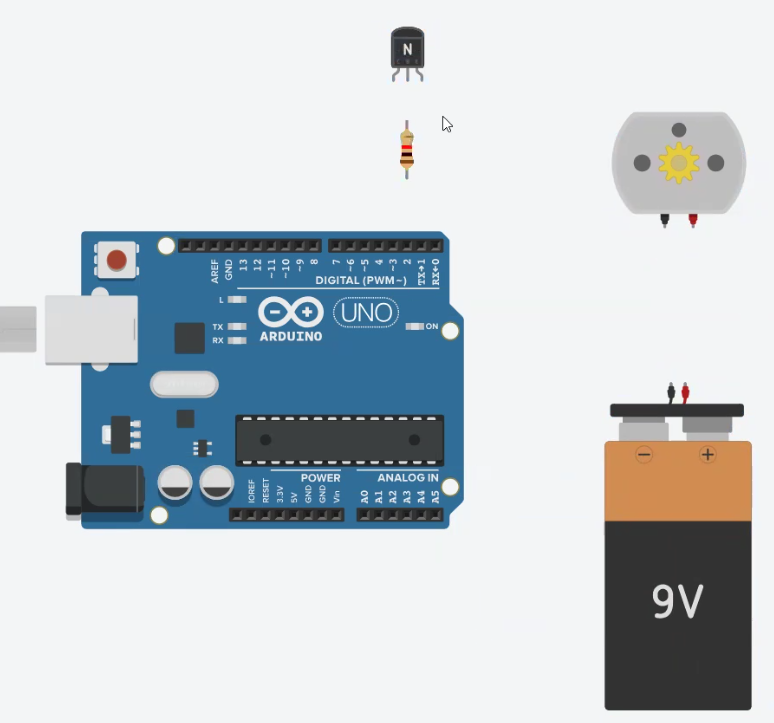 N
AREF
GND
13
12
~11
~10
~9
8
7
~6
~5
4
~3
2
TX→1
RX←0
DIGITAL (PWM~)
L
TX
RX
UNO
ON
ARDUINO
POWER
ANALOG IN
IOREF
RESET
3.3V
5V
GND
GND
Vin
A0
A1
A2
A3
A4
A5
− +
9V